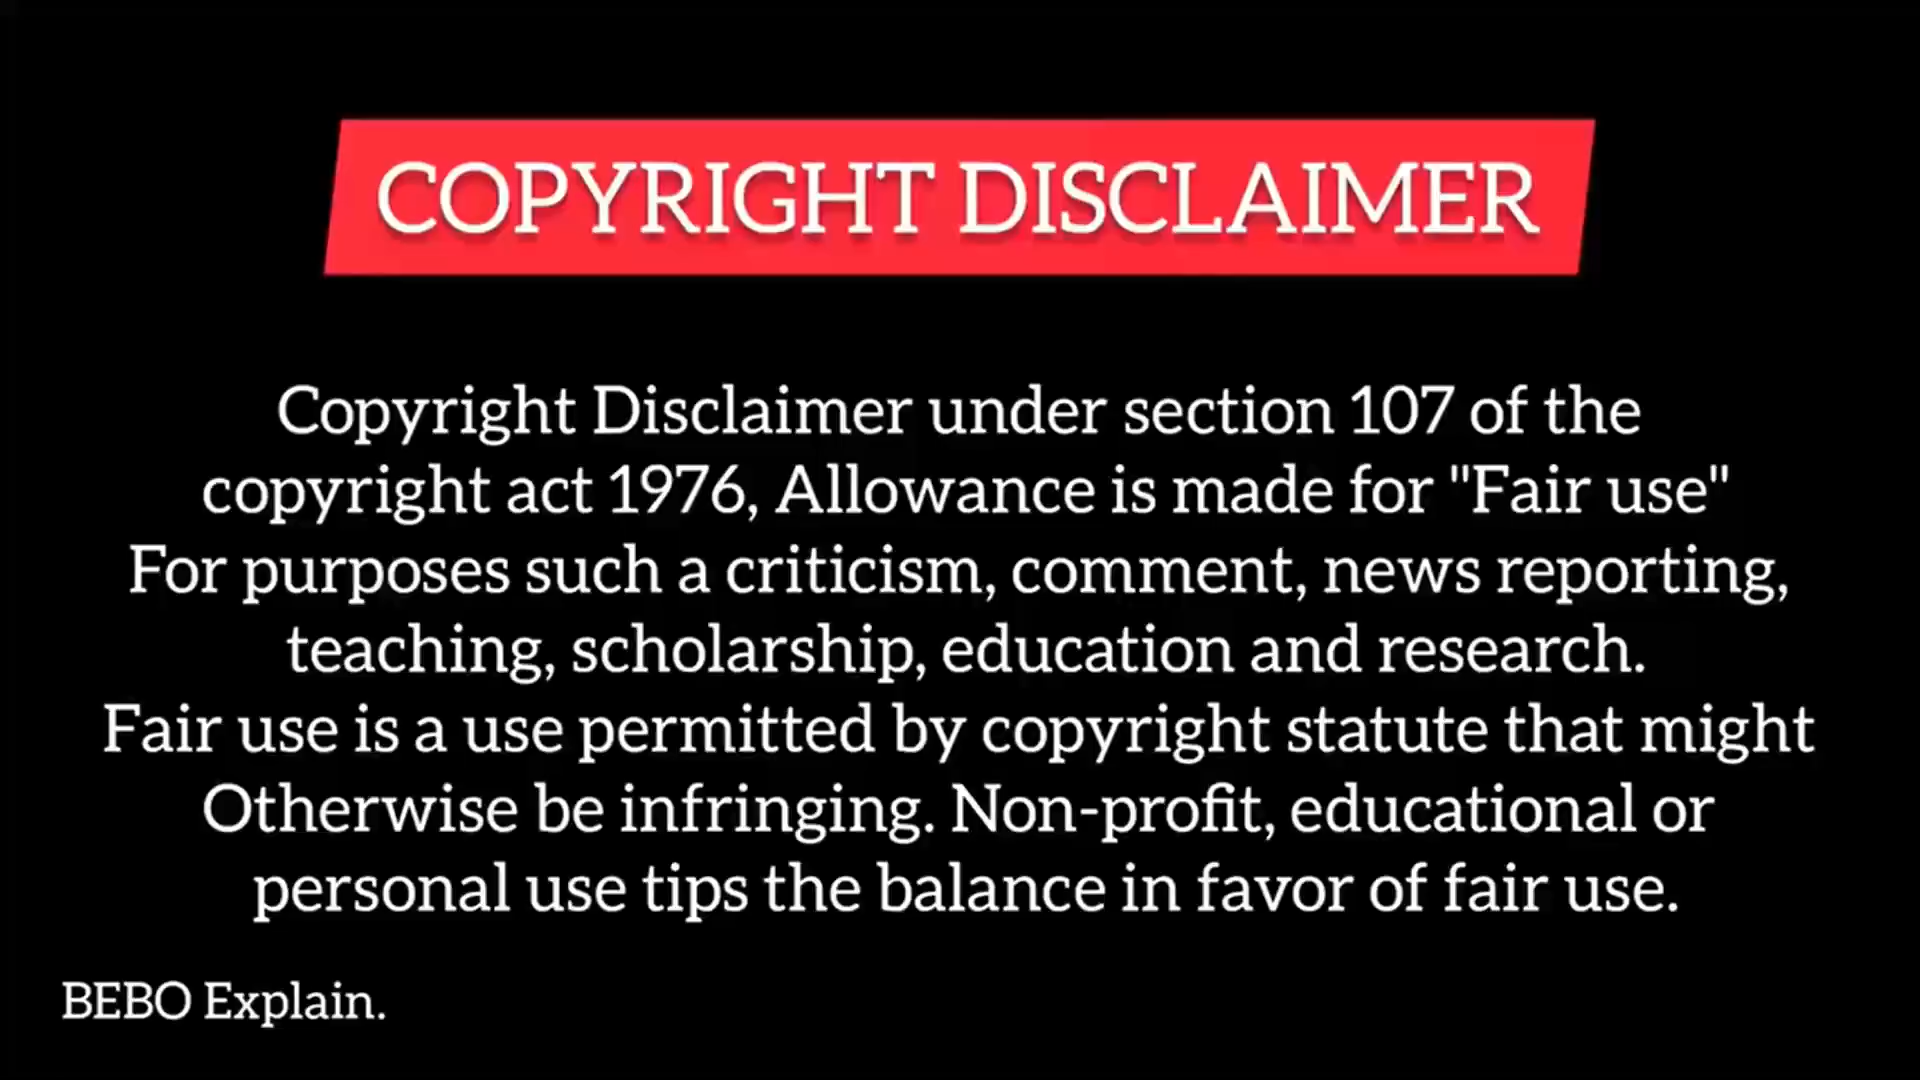 COPYRIGHT DISCLAIMER
Copyright Disclaimer under section 107 of the
copyright act 1976, Allowance is made for "Fair use"
For purposes such a criticism, comment, news reporting,
teaching, scholarship, education and research.
Fair use is a use permitted by copyright statute that might
Otherwise be infringing. Non-profit, educational or
personal use tips the balance in favor of fair use.
BEBO Explain.